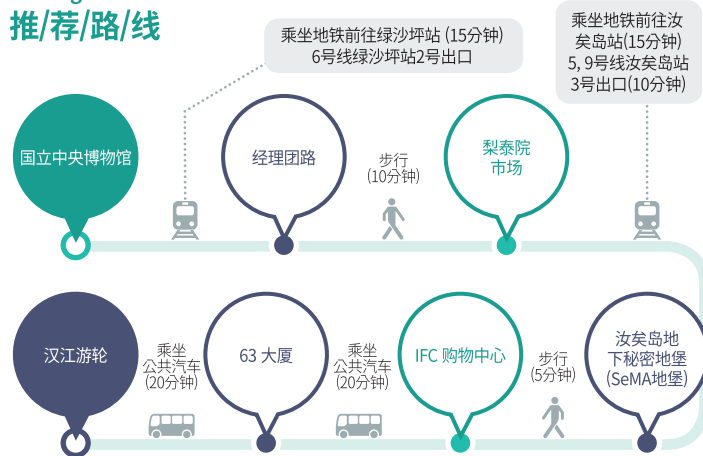 推/荐/路/线
乘坐地铁前往绿沙坪站 (15分钟)
6号线绿沙坪站2号出口
乘坐地铁前往汝
矣岛站(15分钟)
5, 9号线汝矣岛站
3号出口(10分钟)
国立中央博物馆
经理团路
步行
(10分钟)
梨泰院
市场
汉江游轮
乘坐
公共汽车
(20分钟)
63 大厦
乘坐
公共汽车
(20分钟)
IFC 购物中心
步行
(5分钟)
汝矣岛地
下秘密地堡
(SeMA地堡)